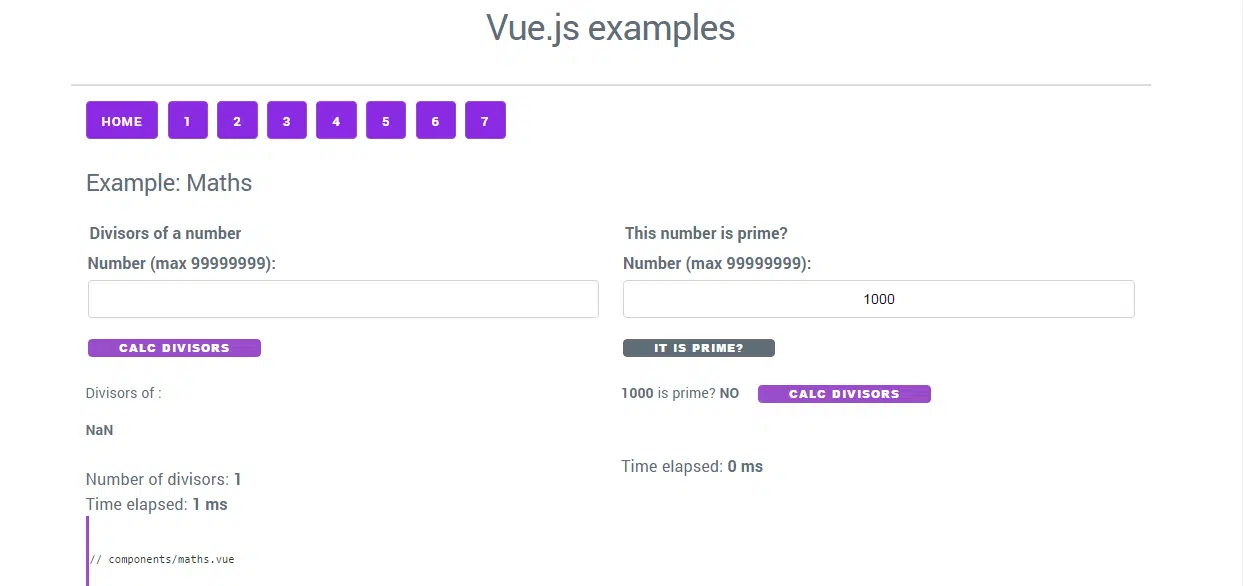 Vue.js examples
HOME 1 2 3 4 5 6 7
Example: Maths
Divisors of a number
Number (max 99999999):
CALC DIVISORS
Divisors of :
NaN
Number of divisors: 1
Time elapsed: 1 ms
// components/maths.vue
This number is prime?
Number (max 99999999):
1000
IT IS PRIME?
1000 is prime? NO CALC DIVISORS
Time elapsed: 0 ms